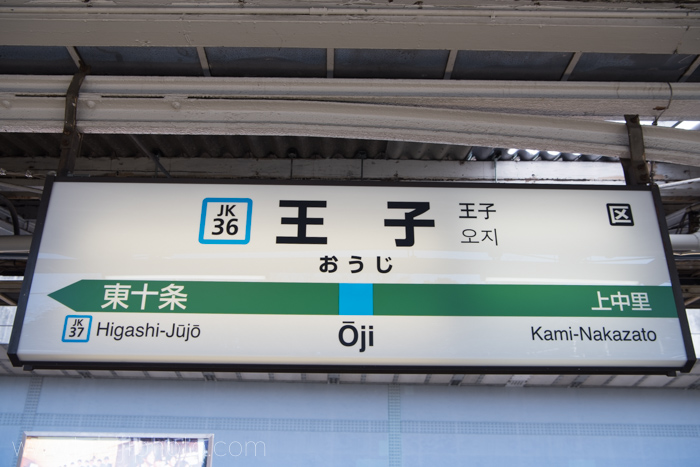 JK
36
王子
王子
오지
区
おうじ
東十条
上中里
JK
37
Higashi-Jūjō
Ōji
Kami-Nakazato